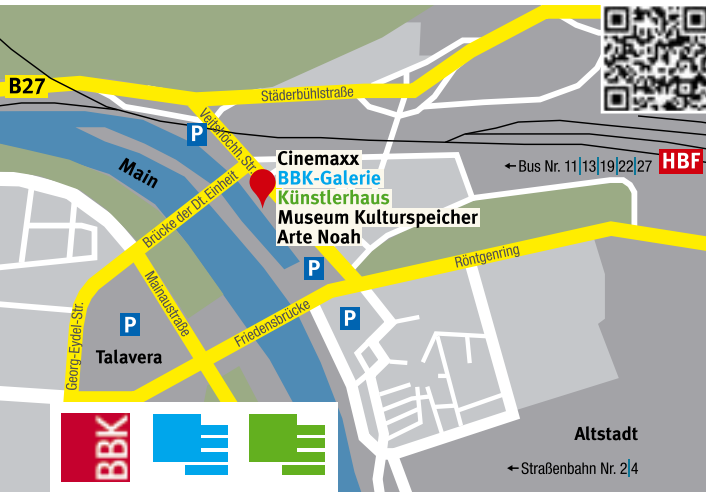 B27
Städerbühlstraße
Veitshöchh.Str.
P
Main
Cinemaxx
BBK-Galerie
Künstlerhaus
Museum Kulturspeicher
Arte Noah
Bus Nr. 11|13|19|22|27
HBF
Brücke der Dt. Einheit
P
Röntgenring
Mainaustraße
Georg-Eydel-Str.
P
Talavera
Friedensbrücke
P
BBK
Altstadt
Straßenbahn Nr. 2|4